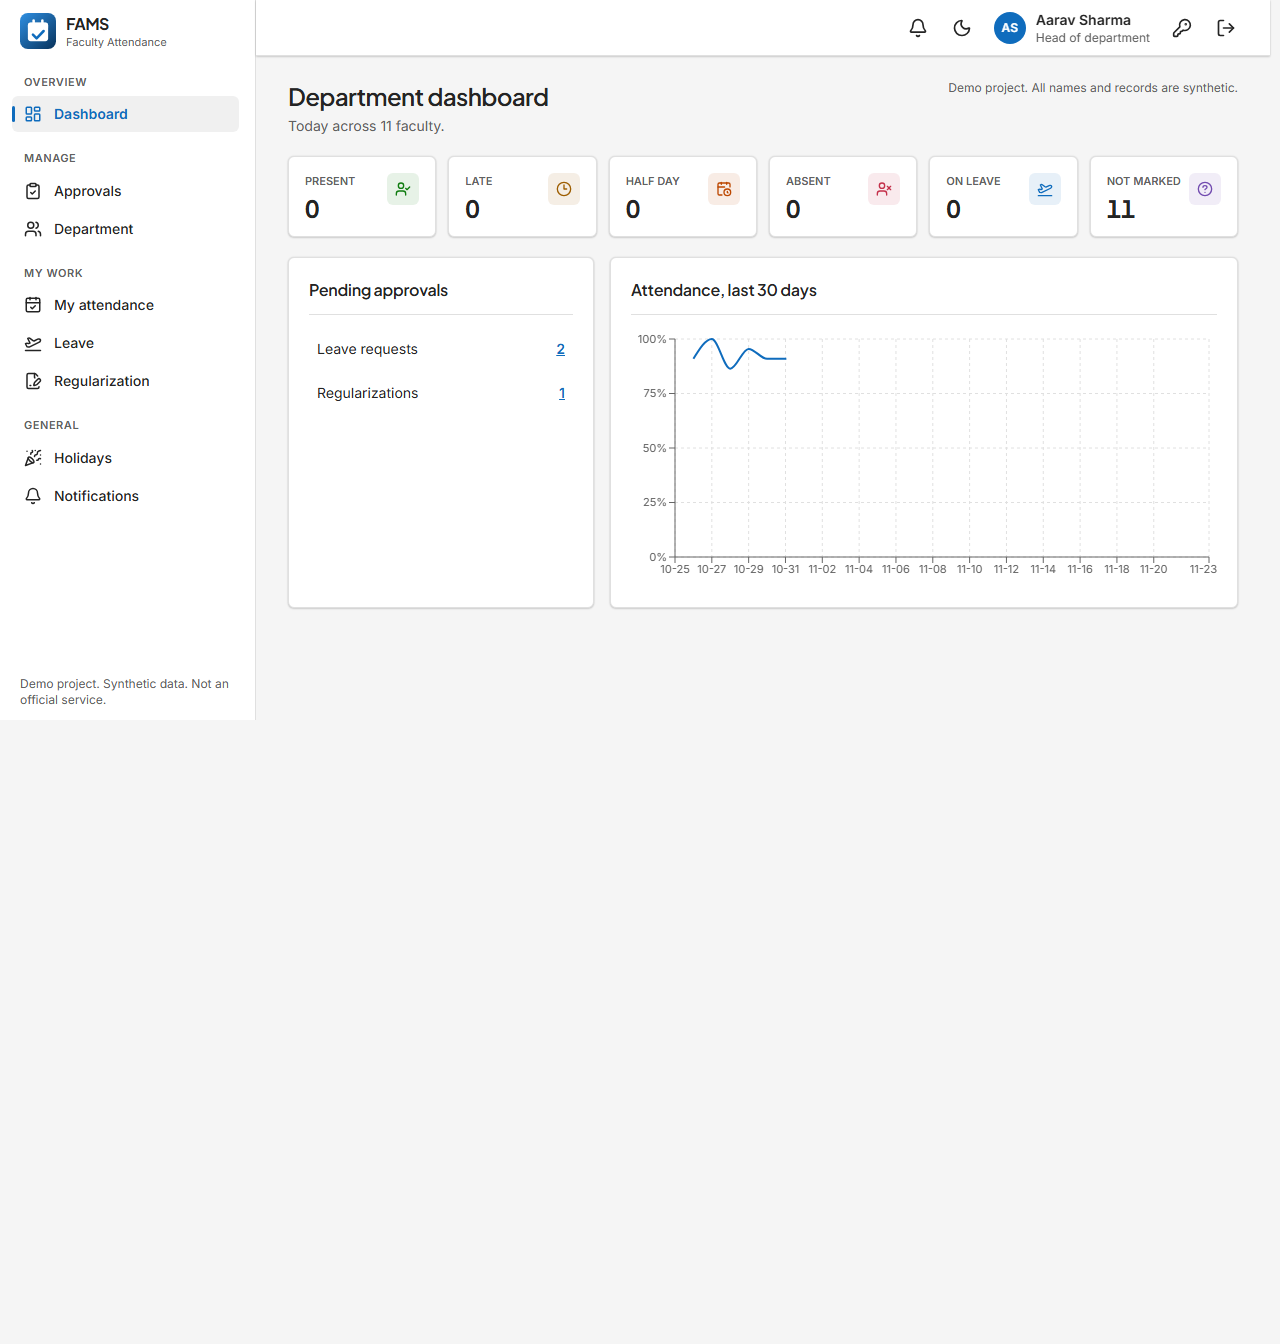 FAMS
Faculty Attendance
OVERVIEW
Dashboard
MANAGE
Approvals
Department
MY WORK
My attendance
Leave
Regularization
GENERAL
Holidays
Notifications
Demo project. Synthetic data. Not an
official service.
AS
Aarav Sharma
Head of department
Department dashboard
Today across 11 faculty.
Demo project. All names and records are synthetic.
PRESENT
0
LATE
0
HALF DAY
0
ABSENT
0
ON LEAVE
0
NOT MARKED
11
Pending approvals
Leave requests 2
Regularizations 1
Attendance, last 30 days
100%
75%
50%
25%
0%
10-25 10-27 10-29 10-31 11-02 11-04 11-06 11-08 11-10 11-12 11-14 11-16 11-18 11-20 11-23